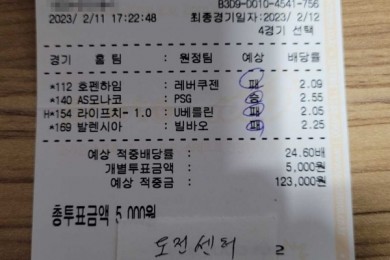 B3D9-0010-4541-756
2023/ 2/11 17:22:48 최종경기일자:2023/ 2/12
4경기 선택
경기 홈 팀 : 원정팀 예상 배당률
*112 호펜하임 : 레버쿠젠 패 2.09
*140 AS모나코 : PSG 승 2.55
H*154 라이프치- 1.0 : U베를린 패 2.05
*169 발렌시아 : 빌바오 패 2.25
예상 적중배당률 : 24.60배
개별투표금액 : 5,000원
예상 적중금 : 123,000원
총투표금액 5,000원
도전센터 2